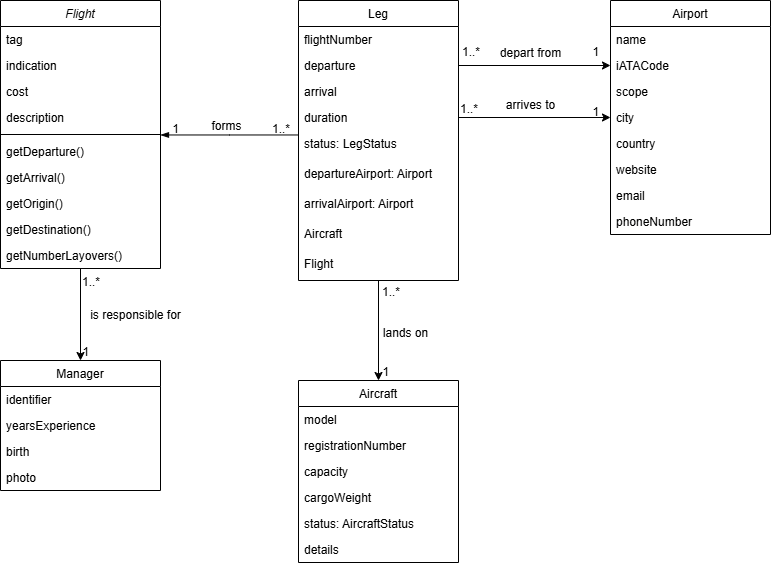 Flight
tag
indication
cost
description
getDeparture()
getArrival()
getOrigin()
getDestination()
getNumberLayovers()
1
forms
1..*
Leg
flightNumber
departure
arrival
duration
status: LegStatus
departureAirport: Airport
arrivalAirport: Airport
Aircraft
Flight
1..*
depart from
1
1..*
arrives to
1
Airport
name
iATACode
scope
city
country
website
email
phoneNumber
1..*
is responsible for
1
Manager
identifier
yearsExperience
birth
photo
1..*
lands on
1
Aircraft
model
registrationNumber
capacity
cargoWeight
status: AircraftStatus
details